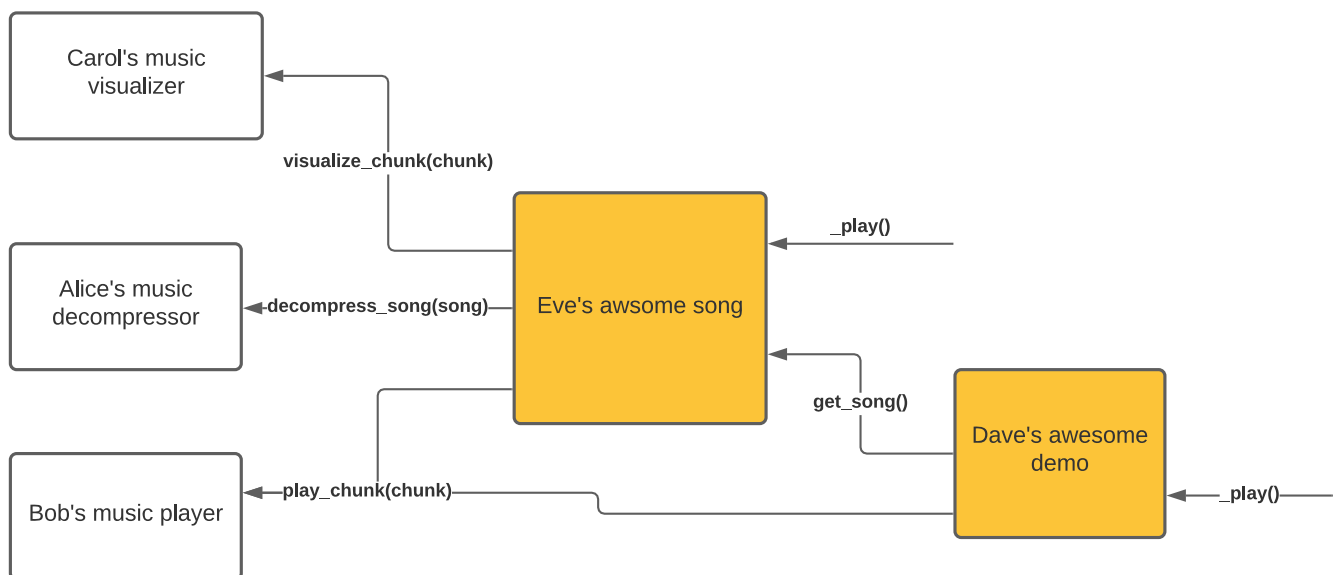 Carol's music
visualizer
visualize_chunk(chunk)
_play()
Alice's music
decompressor
decompress_song(song)
Eve's awsome song
get_song()
Dave's awesome
demo
Bob's music player
play_chunk(chunk)
_play()